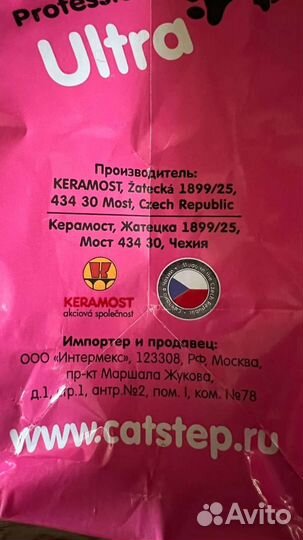 Professio
Ultra
Производитель:
KERAMOST, Žatecká 1899/25,
434 30 Most, Czech Republic
Керамост, Жатецка 1899/25,
Мост 434 30, Чехия
KERAMOST
akciová společnost
Импортер и продавец:
ООО «Интермекс», 123308, РФ, Москва,
пр-кт Маршала Жукова,
д.1, стр.1, антр.№2, пом. I, ком. №78
www.catstep.ru
Avito